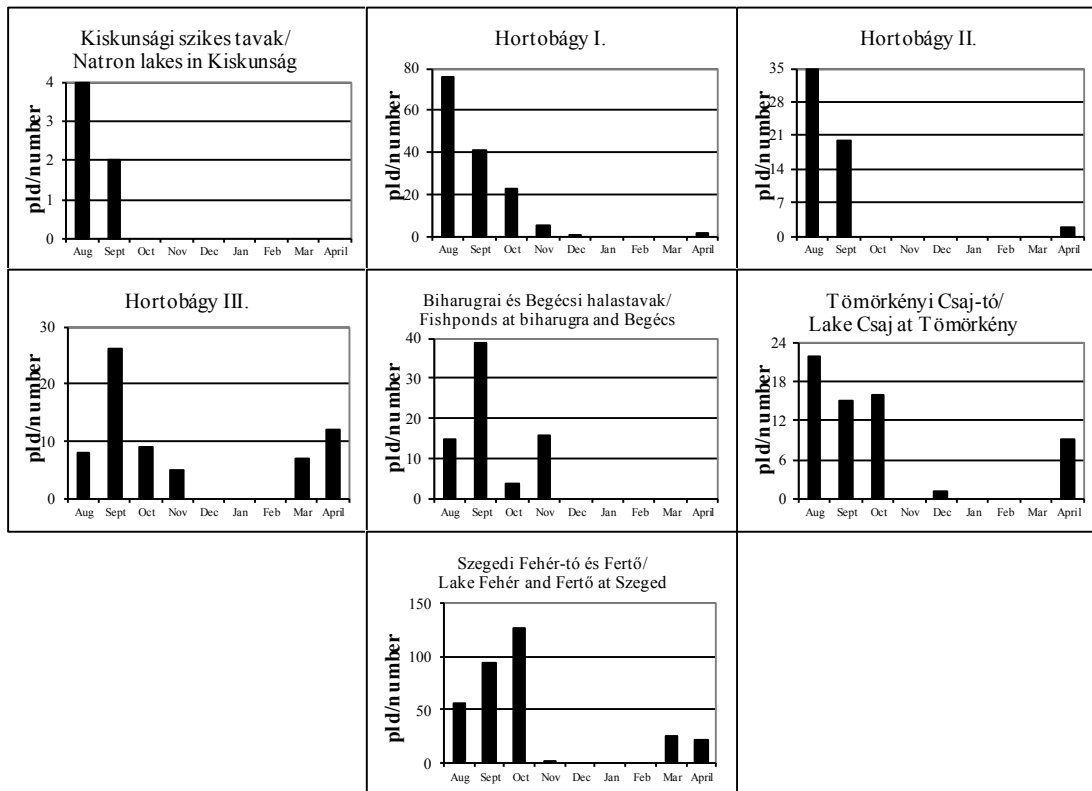 Kiskunsági szikes tavak/
Natron lakes in Kiskunság
pld/number
4
3
2
1
0
Aug Sept Oct Nov Dec Jan Feb Mar April
Hortobágy I.
pld/number
80
60
40
20
0
Aug Sept Oct Nov Dec Jan Feb Mar April
Hortobágy II.
pld/number
35
28
21
14
7
0
Aug Sept Oct Nov Dec Jan Feb Mar April
Hortobágy III.
pld/number
30
20
10
0
Aug Sept Oct Nov Dec Jan Feb Mar April
Biharugrai és Begécsi halastavak/
Fishponds at biharugra and Begécs
pld/number
40
30
20
10
0
Aug Sept Oct Nov Dec Jan Feb Mar April
Tömörkényi Csaj-tó/
Lake Csaj at Tömörkény
pld/number
24
18
12
6
0
Aug Sept Oct Nov Dec Jan Feb Mar April
Szegedi Fehér-tó és Fertő/
Lake Fehér and Fertő at Szeged
pld/number
150
100
50
0
Aug Sept Oct Nov Dec Jan Feb Mar April